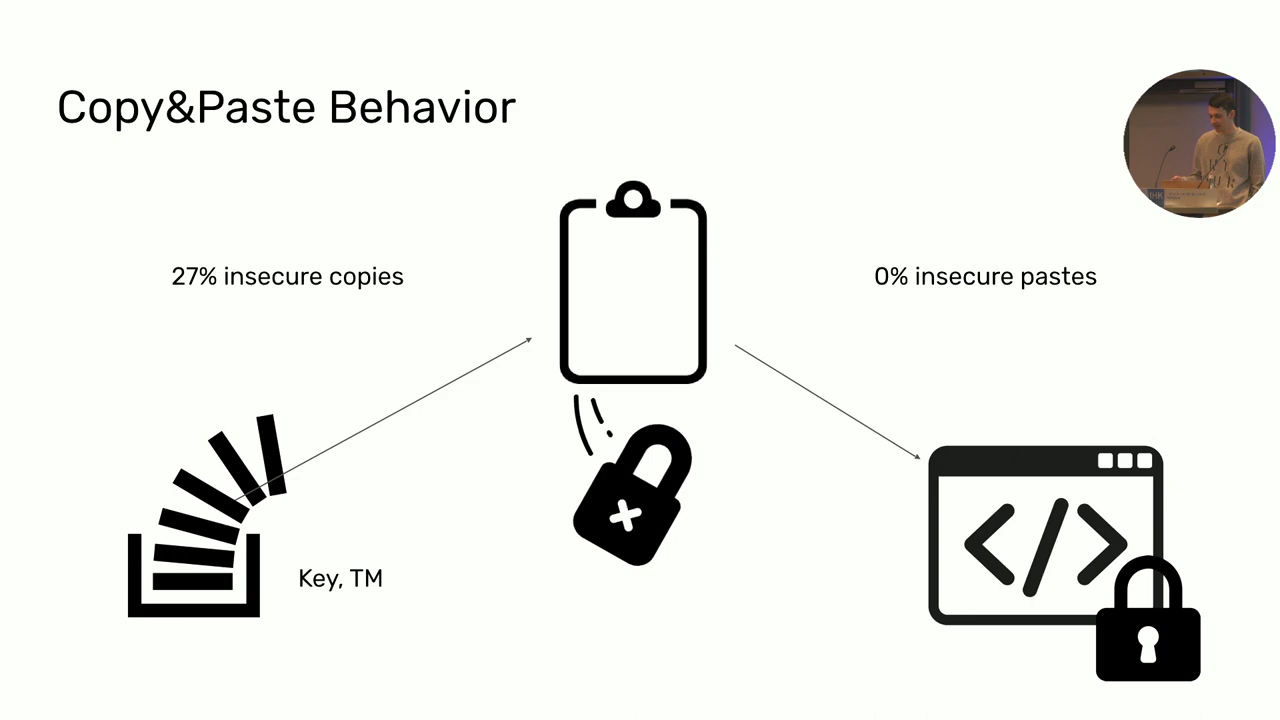 Copy&Paste Behavior
27% insecure copies
0% insecure pastes
Key, TM